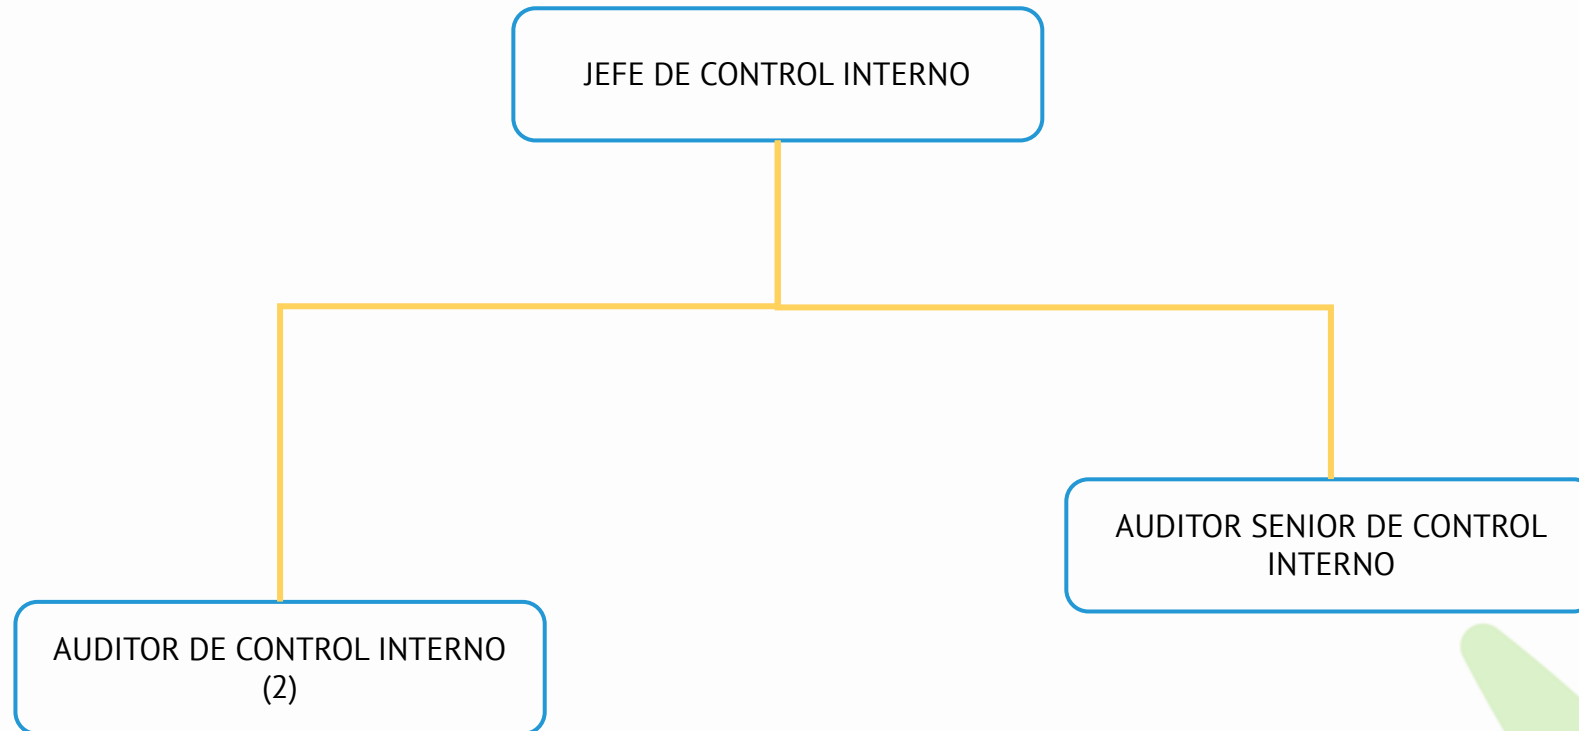 JEFE DE CONTROL INTERNO
AUDITOR SENIOR DE CONTROL
INTERNO
AUDITOR DE CONTROL INTERNO
(2)